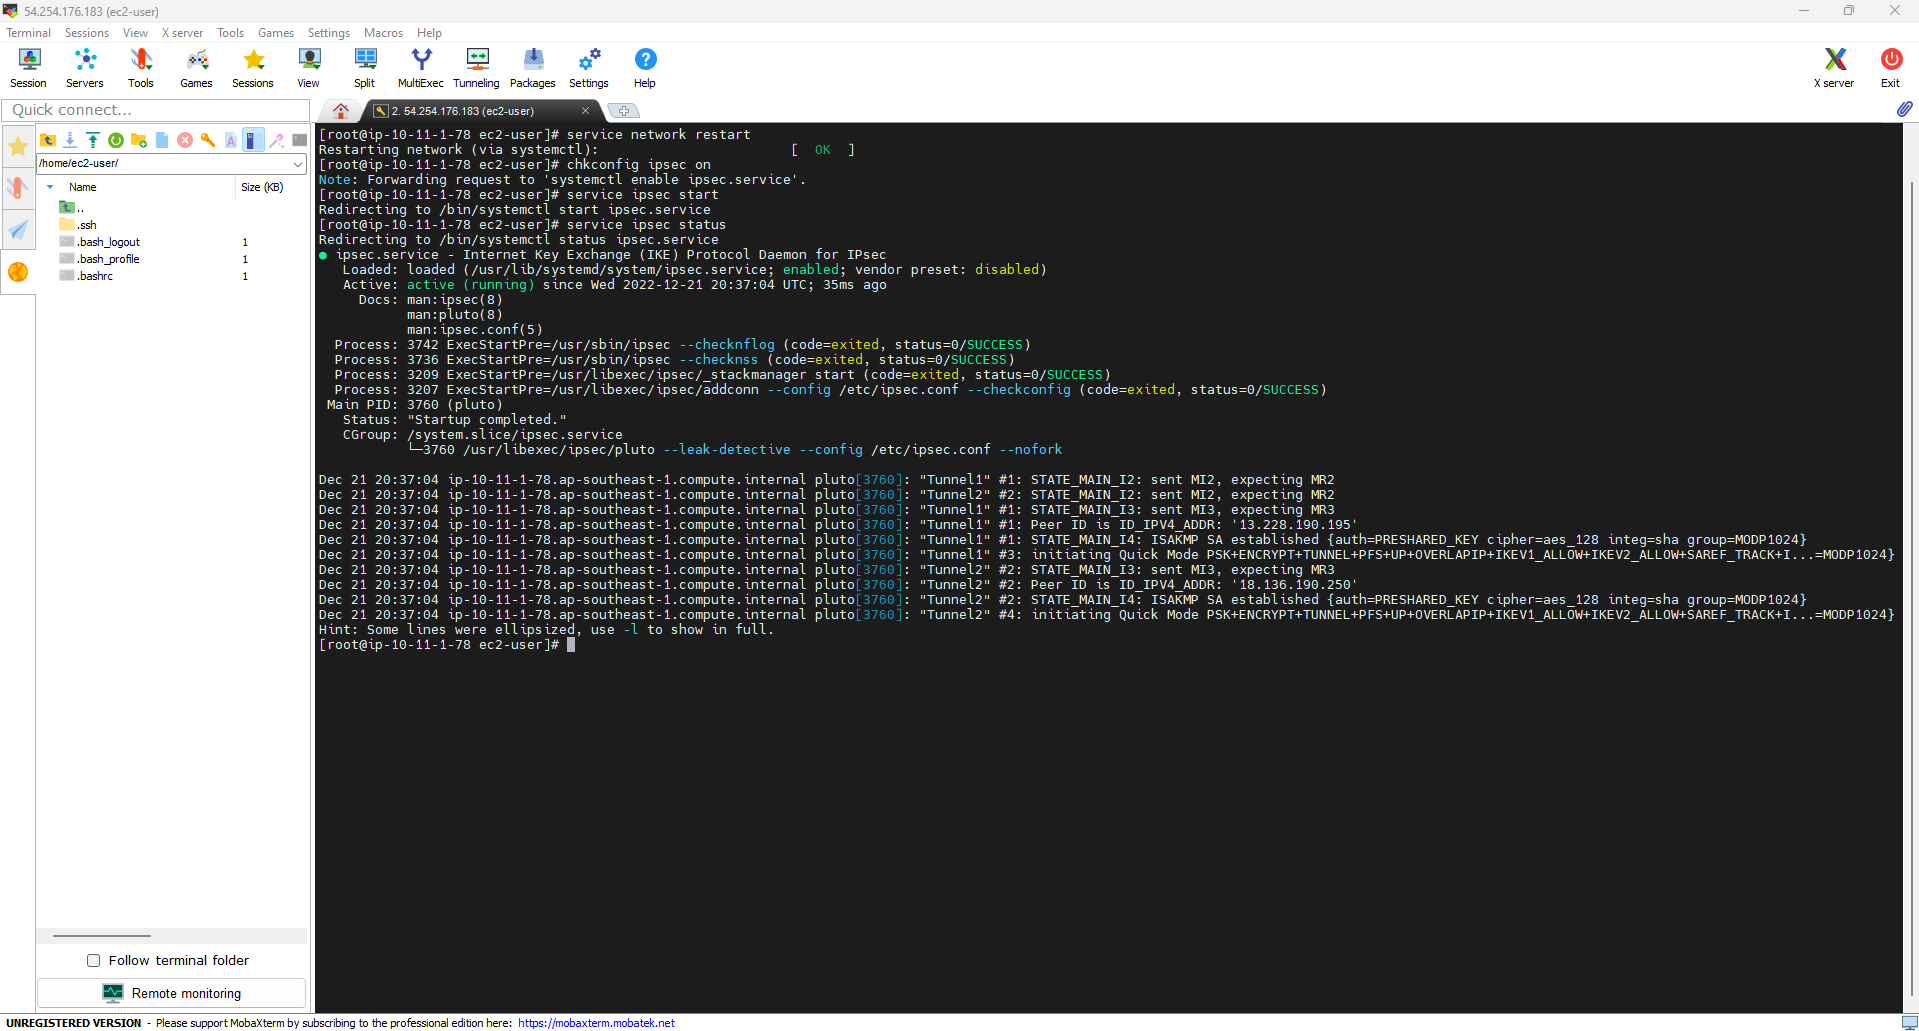 54.254.176.183 (ec2-user)
Terminal Sessions View X server Tools Games Settings Macros Help
Session Servers Tools Games Sessions View Split MultiExec Tunneling Packages Settings Help X server Exit
Quick connect...
2. 54.254.176.183 (ec2-user)
/home/ec2-user/
Name Size (KB)
..
.ssh
.bash_logout 1
.bash_profile 1
.bashrc 1
Follow terminal folder
Remote monitoring
[root@ip-10-11-1-78 ec2-user]# service network restart
Restarting network (via systemctl): [ OK ]
[root@ip-10-11-1-78 ec2-user]# chkconfig ipsec on
Note: Forwarding request to 'systemctl enable ipsec.service'.
[root@ip-10-11-1-78 ec2-user]# service ipsec start
Redirecting to /bin/systemctl start ipsec.service
[root@ip-10-11-1-78 ec2-user]# service ipsec status
Redirecting to /bin/systemctl status ipsec.service
● ipsec.service - Internet Key Exchange (IKE) Protocol Daemon for IPsec
Loaded: loaded (/usr/lib/systemd/system/ipsec.service; enabled; vendor preset: disabled)
Active: active (running) since Wed 2022-12-21 20:37:04 UTC; 35ms ago
Docs: man:ipsec(8)
man:pluto(8)
man:ipsec.conf(5)
Process: 3742 ExecStartPre=/usr/sbin/ipsec --checknflog (code=exited, status=0/SUCCESS)
Process: 3736 ExecStartPre=/usr/sbin/ipsec --checknss (code=exited, status=0/SUCCESS)
Process: 3209 ExecStartPre=/usr/libexec/ipsec/_stackmanager start (code=exited, status=0/SUCCESS)
Process: 3207 ExecStartPre=/usr/libexec/ipsec/addconn --config /etc/ipsec.conf --checkconfig (code=exited, status=0/SUCCESS)
Main PID: 3760 (pluto)
Status: "Startup completed."
CGroup: /system.slice/ipsec.service
└─3760 /usr/libexec/ipsec/pluto --leak-detective --config /etc/ipsec.conf --nofork
Dec 21 20:37:04 ip-10-11-1-78.ap-southeast-1.compute.internal pluto[3760]: "Tunnel1" #1: STATE_MAIN_I2: sent MI2, expecting MR2
Dec 21 20:37:04 ip-10-11-1-78.ap-southeast-1.compute.internal pluto[3760]: "Tunnel2" #2: STATE_MAIN_I2: sent MI2, expecting MR2
Dec 21 20:37:04 ip-10-11-1-78.ap-southeast-1.compute.internal pluto[3760]: "Tunnel1" #1: STATE_MAIN_I3: sent MI3, expecting MR3
Dec 21 20:37:04 ip-10-11-1-78.ap-southeast-1.compute.internal pluto[3760]: "Tunnel1" #1: Peer ID is ID_IPV4_ADDR: '13.228.190.195'
Dec 21 20:37:04 ip-10-11-1-78.ap-southeast-1.compute.internal pluto[3760]: "Tunnel1" #1: STATE_MAIN_I4: ISAKMP SA established {auth=PRESHARED_KEY cipher=aes_128 integ=sha group=MODP1024}
Dec 21 20:37:04 ip-10-11-1-78.ap-southeast-1.compute.internal pluto[3760]: "Tunnel1" #3: initiating Quick Mode PSK+ENCRYPT+TUNNEL+PFS+UP+OVERLAPIP+IKEV1_ALLOW+IKEV2_ALLOW+SAREF_TRACK+I...=MODP1024}
Dec 21 20:37:04 ip-10-11-1-78.ap-southeast-1.compute.internal pluto[3760]: "Tunnel2" #2: STATE_MAIN_I3: sent MI3, expecting MR3
Dec 21 20:37:04 ip-10-11-1-78.ap-southeast-1.compute.internal pluto[3760]: "Tunnel2" #2: Peer ID is ID_IPV4_ADDR: '18.136.190.250'
Dec 21 20:37:04 ip-10-11-1-78.ap-southeast-1.compute.internal pluto[3760]: "Tunnel2" #2: STATE_MAIN_I4: ISAKMP SA established {auth=PRESHARED_KEY cipher=aes_128 integ=sha group=MODP1024}
Dec 21 20:37:04 ip-10-11-1-78.ap-southeast-1.compute.internal pluto[3760]: "Tunnel2" #4: initiating Quick Mode PSK+ENCRYPT+TUNNEL+PFS+UP+OVERLAPIP+IKEV1_ALLOW+IKEV2_ALLOW+SAREF_TRACK+I...=MODP1024}
Hint: Some lines were ellipsized, use -l to show in full.
[root@ip-10-11-1-78 ec2-user]#
UNREGISTERED VERSION - Please support MobaXterm by subscribing to the professional edition here: https://mobaxterm.mobatek.net